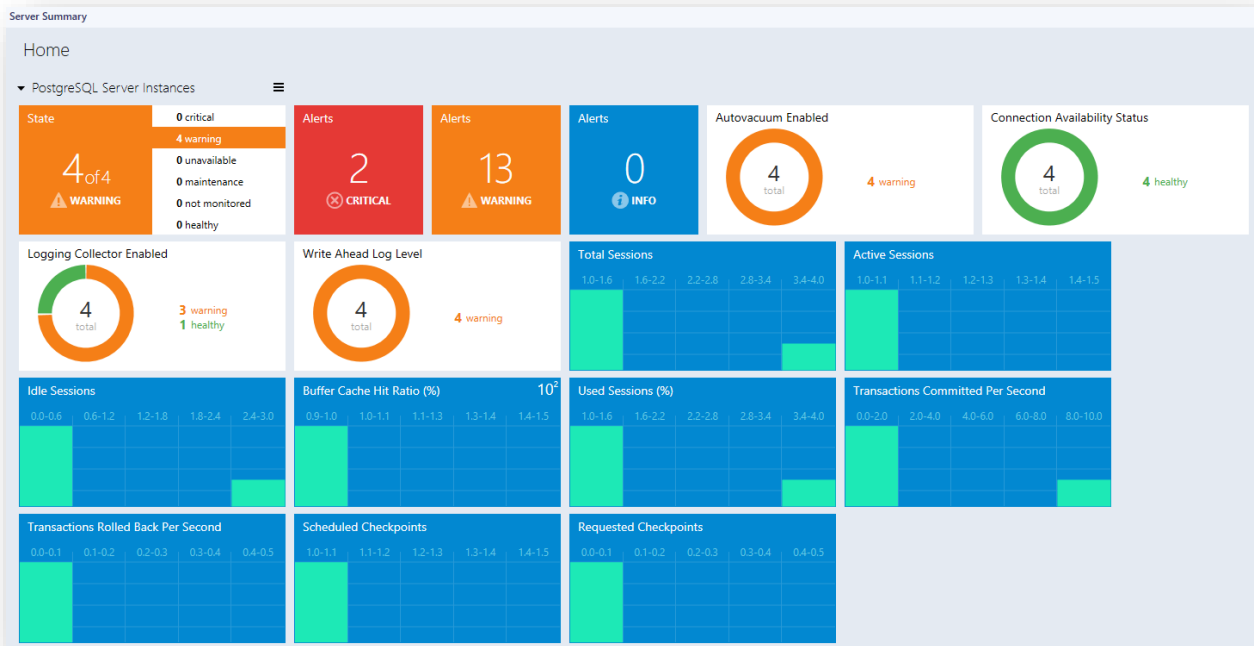 Server Summary
Home
PostgreSQL Server Instances
State
4 of4
WARNING
0 critical
4 warning
0 unavailable
0 maintenance
0 not monitored
0 healthy
Alerts
2
CRITICAL
Alerts
13
WARNING
Alerts
0
INFO
Autovacuum Enabled
4
total
4 warning
Connection Availability Status
4
total
4 healthy
Logging Collector Enabled
4
total
3 warning
1 healthy
Write Ahead Log Level
4
total
4 warning
Total Sessions
1.0-1.6 1.6-2.2 2.2-2.8 2.8-3.4 3.4-4.0
Active Sessions
1.0-1.1 1.1-1.2 1.2-1.3 1.3-1.4 1.4-1.5
Idle Sessions
0.0-0.6 0.6-1.2 1.2-1.8 1.8-2.4 2.4-3.0
Buffer Cache Hit Ratio (%) 10²
0.9-1.0 1.0-1.1 1.1-1.3 1.3-1.4 1.4-1.5
Used Sessions (%)
1.0-1.6 1.6-2.2 2.2-2.8 2.8-3.4 3.4-4.0
Transactions Committed Per Second
0.0-2.0 2.0-4.0 4.0-6.0 6.0-8.0 8.0-10.0
Transactions Rolled Back Per Second
0.0-0.1 0.1-0.2 0.2-0.3 0.3-0.4 0.4-0.5
Scheduled Checkpoints
1.0-1.1 1.1-1.2 1.2-1.3 1.3-1.4 1.4-1.5
Requested Checkpoints
0.0-0.1 0.1-0.2 0.2-0.3 0.3-0.4 0.4-0.5